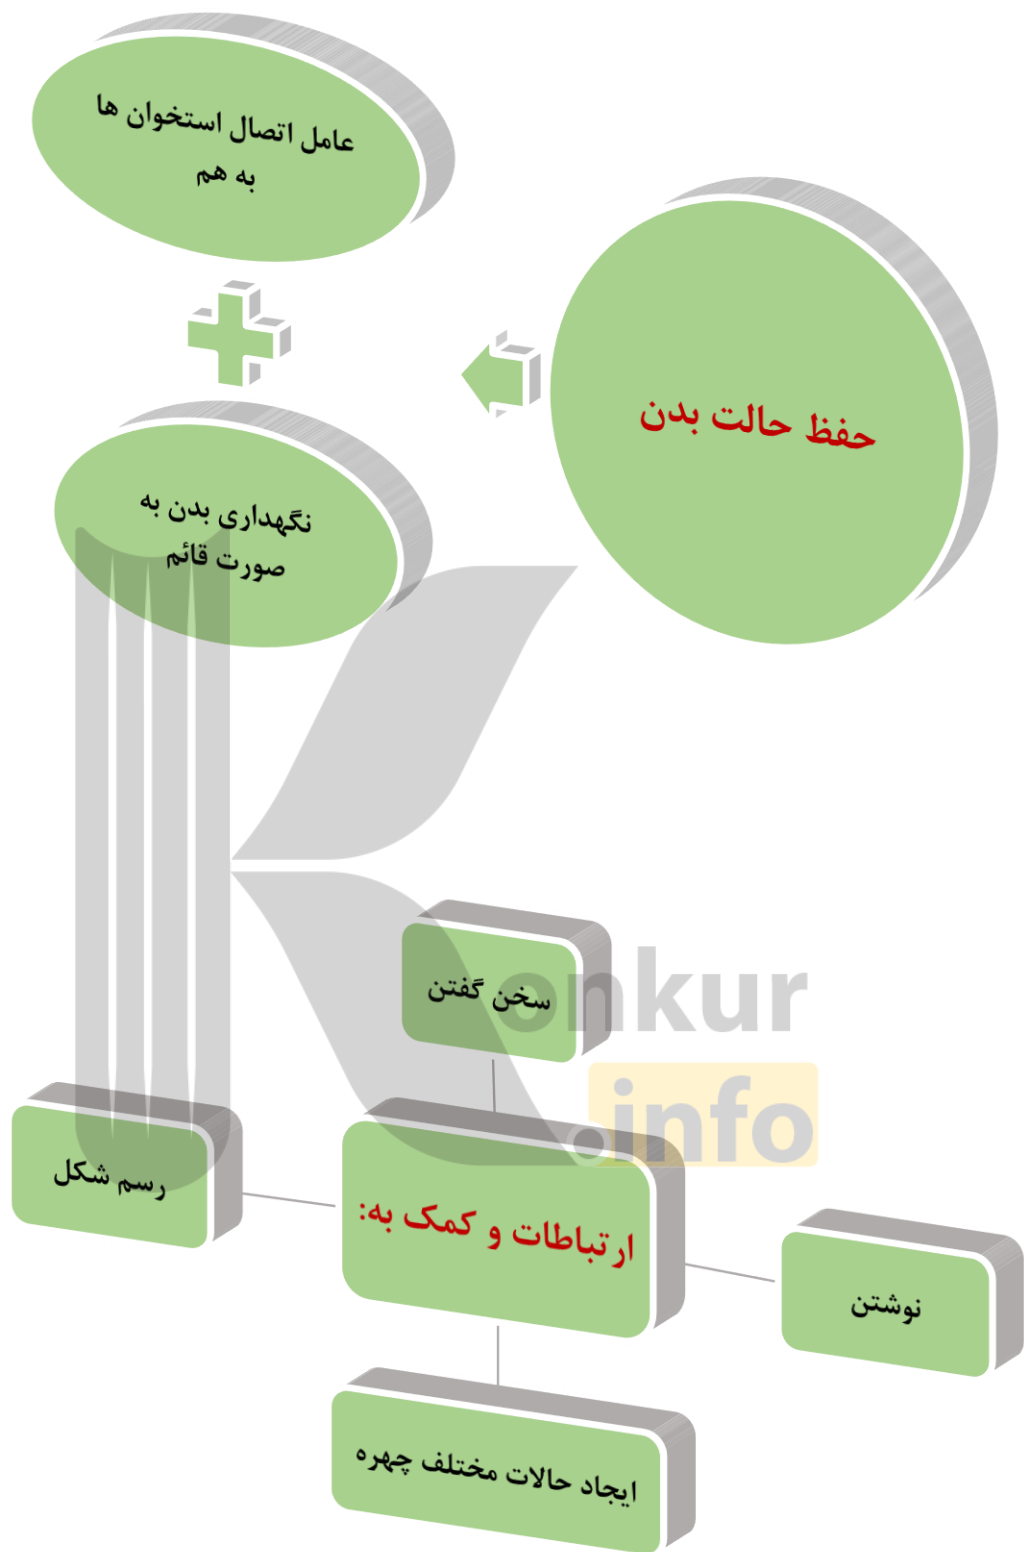 عامل اتصال استخوان ها
به هم
حفظ حالت بدن
نگهداری بدن به
صورت قائم
سخن گفتن
onkur
.info
رسم شکل
ارتباطات و کمک به:
نوشتن
ایجاد حالات مختلف چهره